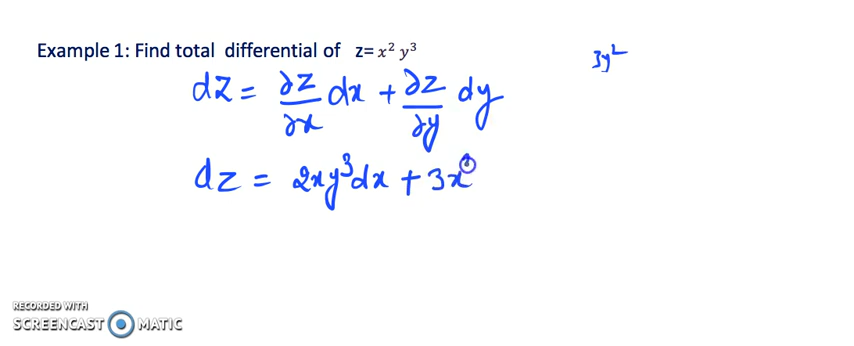 Example 1: Find total differential of z= x² y³
3y²
dz = ∂z/∂x dx + ∂z/∂y dy
dz = 2xy³dx + 3x
RECORDED WITH
SCREENCAST MATIC